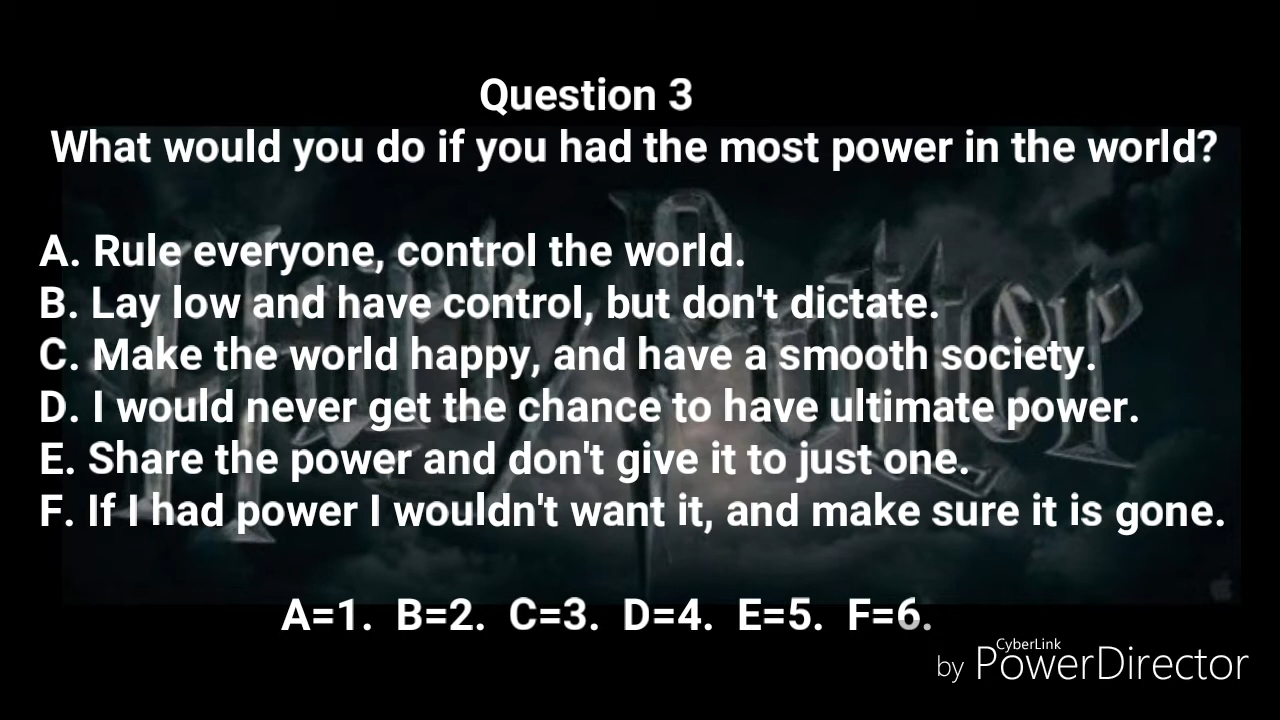 Question 3
What would you do if you had the most power in the world?
A. Rule everyone, control the world.
B. Lay low and have control, but don't dictate.
C. Make the world happy, and have a smooth society.
D. I would never get the chance to have ultimate power.
E. Share the power and don't give it to just one.
F. If I had power I wouldn't want it, and make sure it is gone.
A=1. B=2. C=3. D=4. E=5. F=6.
Harry Potter
CyberLink
by PowerDirector